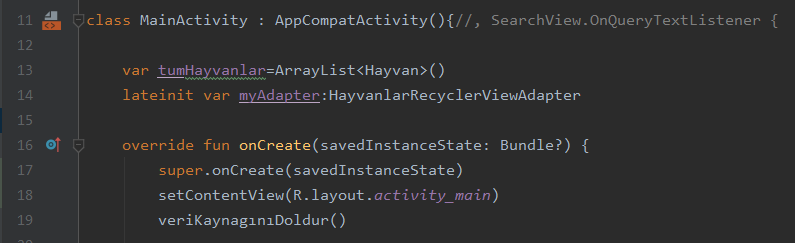 11 class MainActivity : AppCompatActivity(){//, SearchView.OnQueryTextListener {
12
13 var tumHayvanlar=ArrayList<Hayvan>()
14 lateinit var myAdapter:HayvanlarRecyclerViewAdapter
15
16 override fun onCreate(savedInstanceState: Bundle?) {
17 super.onCreate(savedInstanceState)
18 setContentView(R.layout.activity_main)
19 veriKaynagınıDoldur()